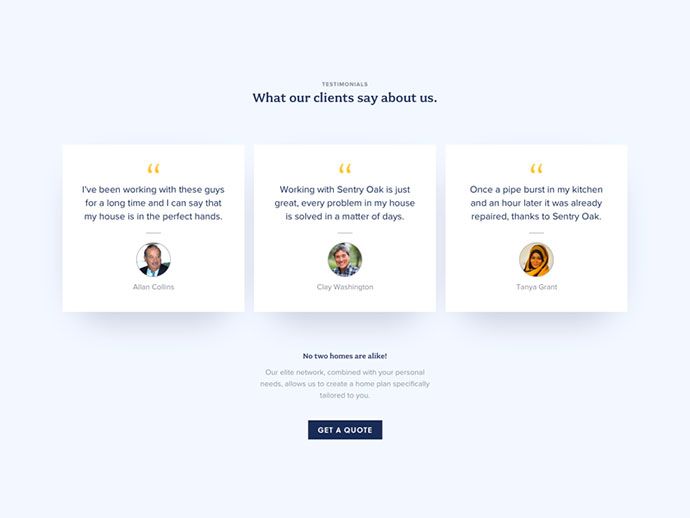 TESTIMONIALS
What our clients say about us.
“
I've been working with these guys
for a long time and I can say that
my house is in the perfect hands.
Allan Collins
“
Working with Sentry Oak is just
great, every problem in my house
is solved in a matter of days.
Clay Washington
“
Once a pipe burst in my kitchen
and an hour later it was already
repaired, thanks to Sentry Oak.
Tanya Grant
No two homes are alike!
Our elite network, combined with your personal
needs, allows us to create a home plan specifically
tailored to you.
GET A QUOTE